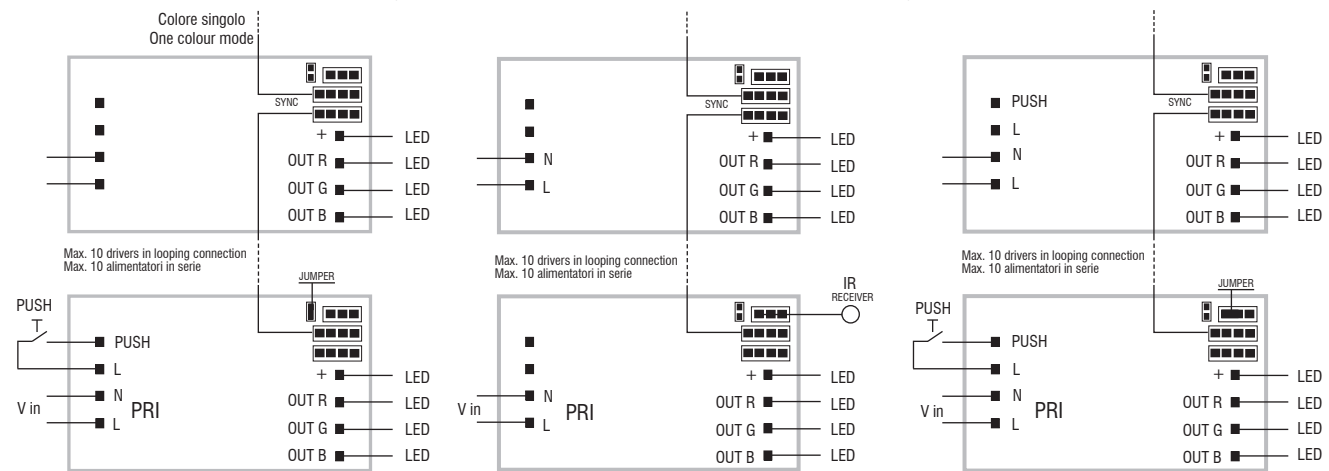 Colore singolo
One colour mode
SYNC
+ LED
OUT R LED
OUT G LED
OUT B LED
Max. 10 drivers in looping connection
Max. 10 alimentatori in serie
JUMPER
PUSH
PUSH
L
N
V in
L
PRI
+ LED
OUT R LED
OUT G LED
OUT B LED
SYNC
N
L
+ LED
OUT R LED
OUT G LED
OUT B LED
Max. 10 drivers in looping connection
Max. 10 alimentatori in serie
IR
RECEIVER
N
V in
L
PRI
+ LED
OUT R LED
OUT G LED
OUT B LED
PUSH
L
N
L
SYNC
+ LED
OUT R LED
OUT G LED
OUT B LED
Max. 10 drivers in looping connection
Max. 10 alimentatori in serie
JUMPER
PUSH
PUSH
L
N
V in
L
PRI
+ LED
OUT R LED
OUT G LED
OUT B LED